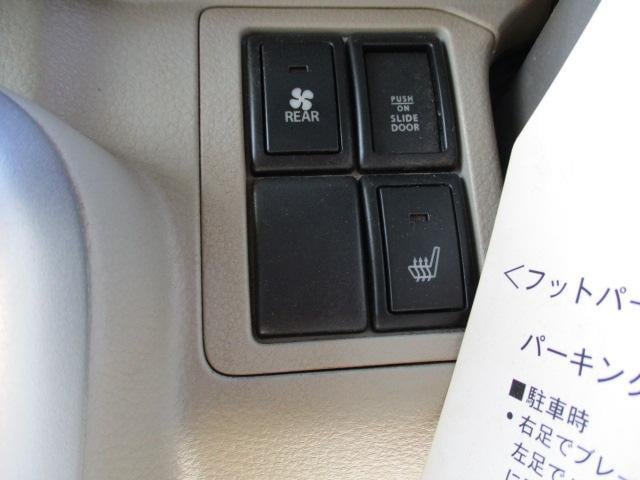 REAR
PUSH
ON
SLIDE
DOOR
<フットパー
パーキング
■駐車時
・右足でブレー
左足で
に